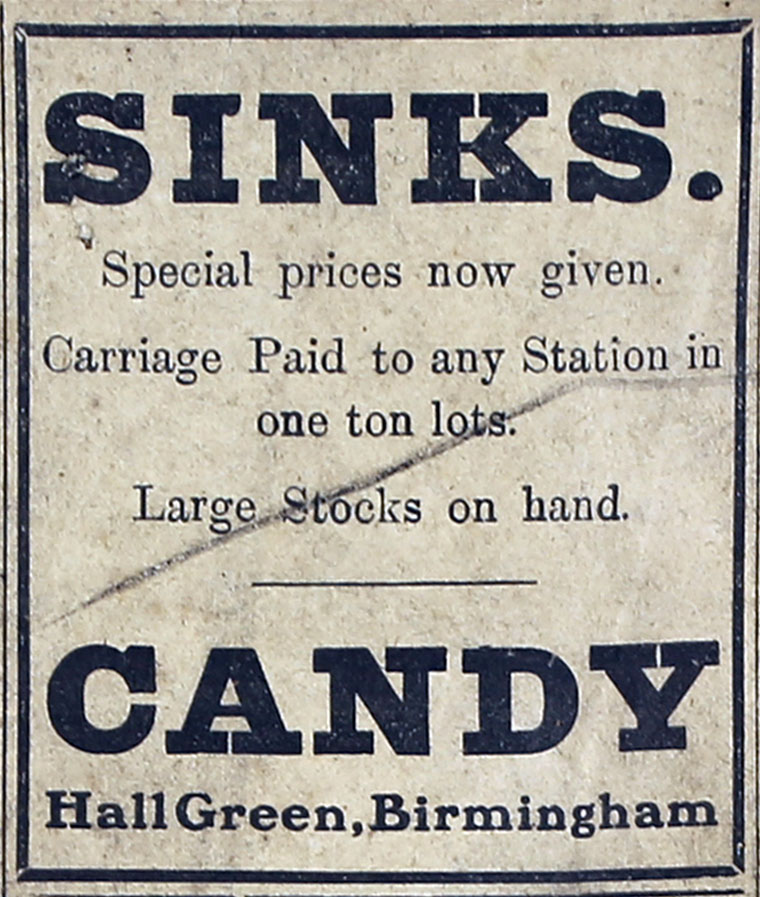 SINKS.
Special prices now given.
Carriage Paid to any Station in
one ton lots.
Large Stocks on hand.
CANDY
Hall Green, Birmingham